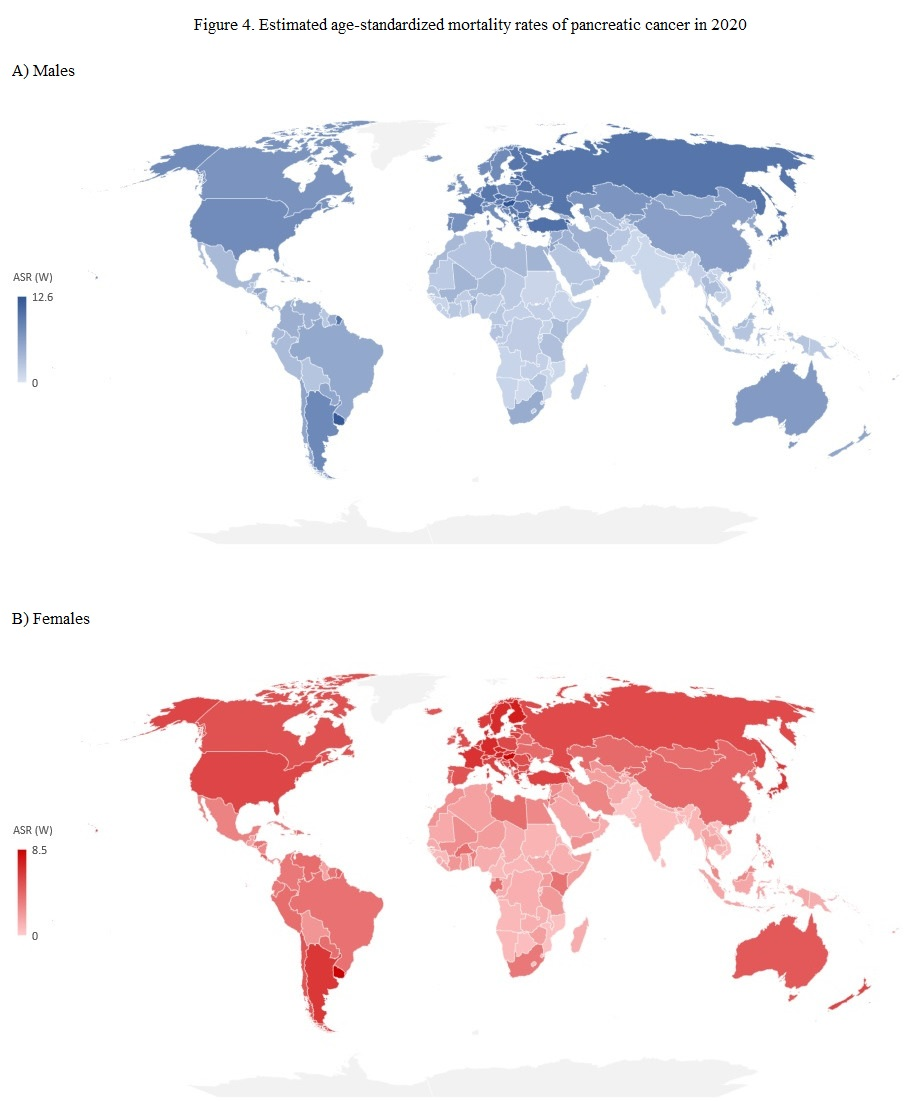 Figure 4. Estimated age-standardized mortality rates of pancreatic cancer in 2020
A) Males
ASR (W)
12.6
0
B) Females
ASR (W)
8.5
0